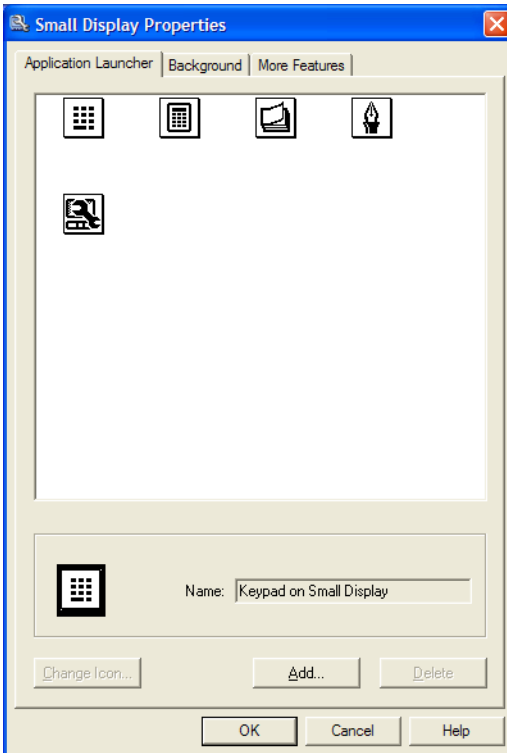 Small Display Properties
Application Launcher Background More Features
Name: Keypad on Small Display
Change Icon... Add... Delete
OK Cancel Help